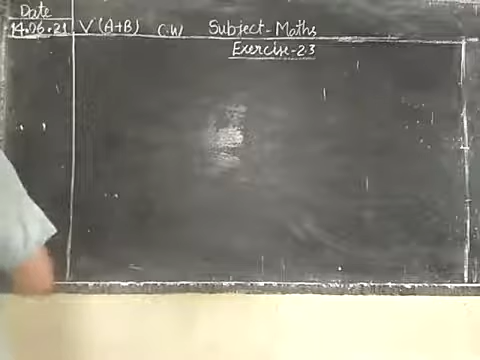 Date
14.06.21 V (A+B) C.W Subject-Maths
Exercise-2.3